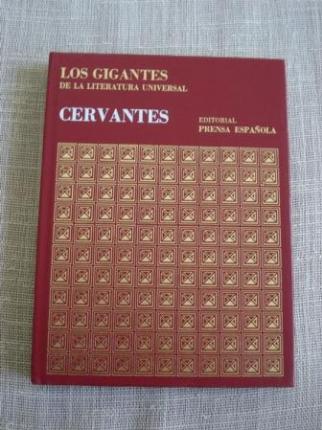 LOS GIGANTES
DE LA LITERATURA UNIVERSAL
CERVANTES
EDITORIAL
PRENSA ESPAÑOLA